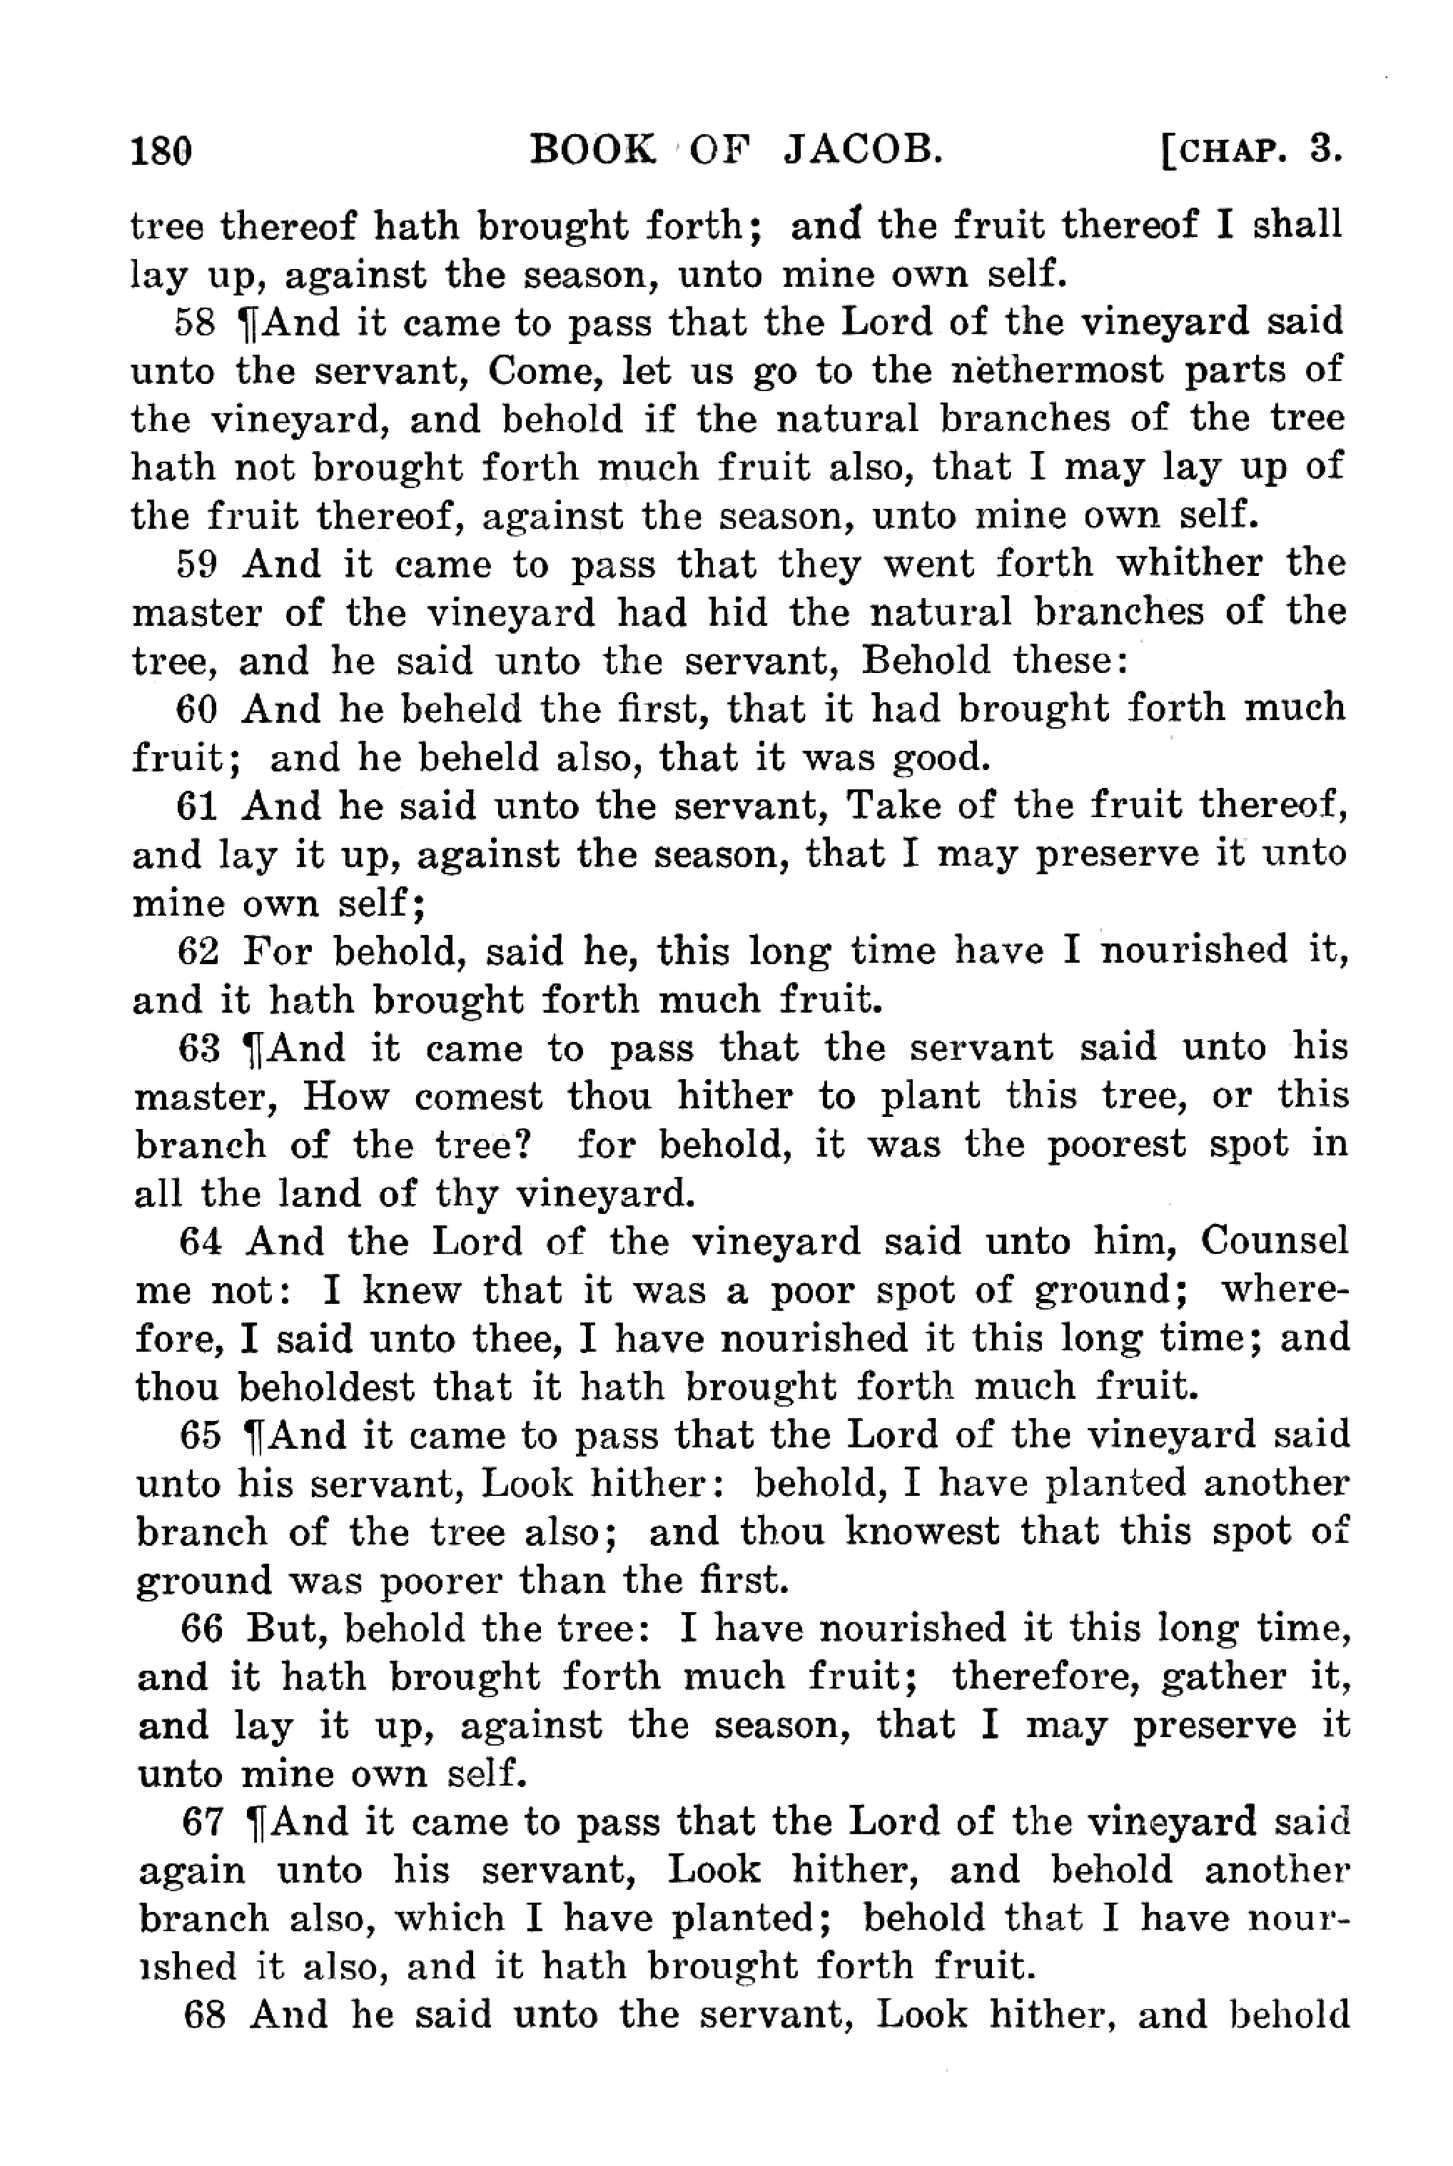 180 BOOK OF JACOB. [CHAP. 3.
tree thereof hath brought forth; and the fruit thereof I shall
lay up, against the season, unto mine own self.
58 ¶And it came to pass that the Lord of the vineyard said
unto the servant, Come, let us go to the nethermost parts of
the vineyard, and behold if the natural branches of the tree
hath not brought forth much fruit also, that I may lay up of
the fruit thereof, against the season, unto mine own self.
59 And it came to pass that they went forth whither the
master of the vineyard had hid the natural branches of the
tree, and he said unto the servant, Behold these:
60 And he beheld the first, that it had brought forth much
fruit; and he beheld also, that it was good.
61 And he said unto the servant, Take of the fruit thereof,
and lay it up, against the season, that I may preserve it unto
mine own self;
62 For behold, said he, this long time have I nourished it,
and it hath brought forth much fruit.
63 ¶And it came to pass that the servant said unto his
master, How comest thou hither to plant this tree, or this
branch of the tree? for behold, it was the poorest spot in
all the land of thy vineyard.
64 And the Lord of the vineyard said unto him, Counsel
me not: I knew that it was a poor spot of ground; where-
fore, I said unto thee, I have nourished it this long time; and
thou beholdest that it hath brought forth much fruit.
65 ¶And it came to pass that the Lord of the vineyard said
unto his servant, Look hither: behold, I have planted another
branch of the tree also; and thou knowest that this spot of
ground was poorer than the first.
66 But, behold the tree: I have nourished it this long time,
and it hath brought forth much fruit; therefore, gather it,
and lay it up, against the season, that I may preserve it
unto mine own self.
67 ¶And it came to pass that the Lord of the vineyard said
again unto his servant, Look hither, and behold another
branch also, which I have planted; behold that I have nour-
ished it also, and it hath brought forth fruit.
68 And he said unto the servant, Look hither, and behold